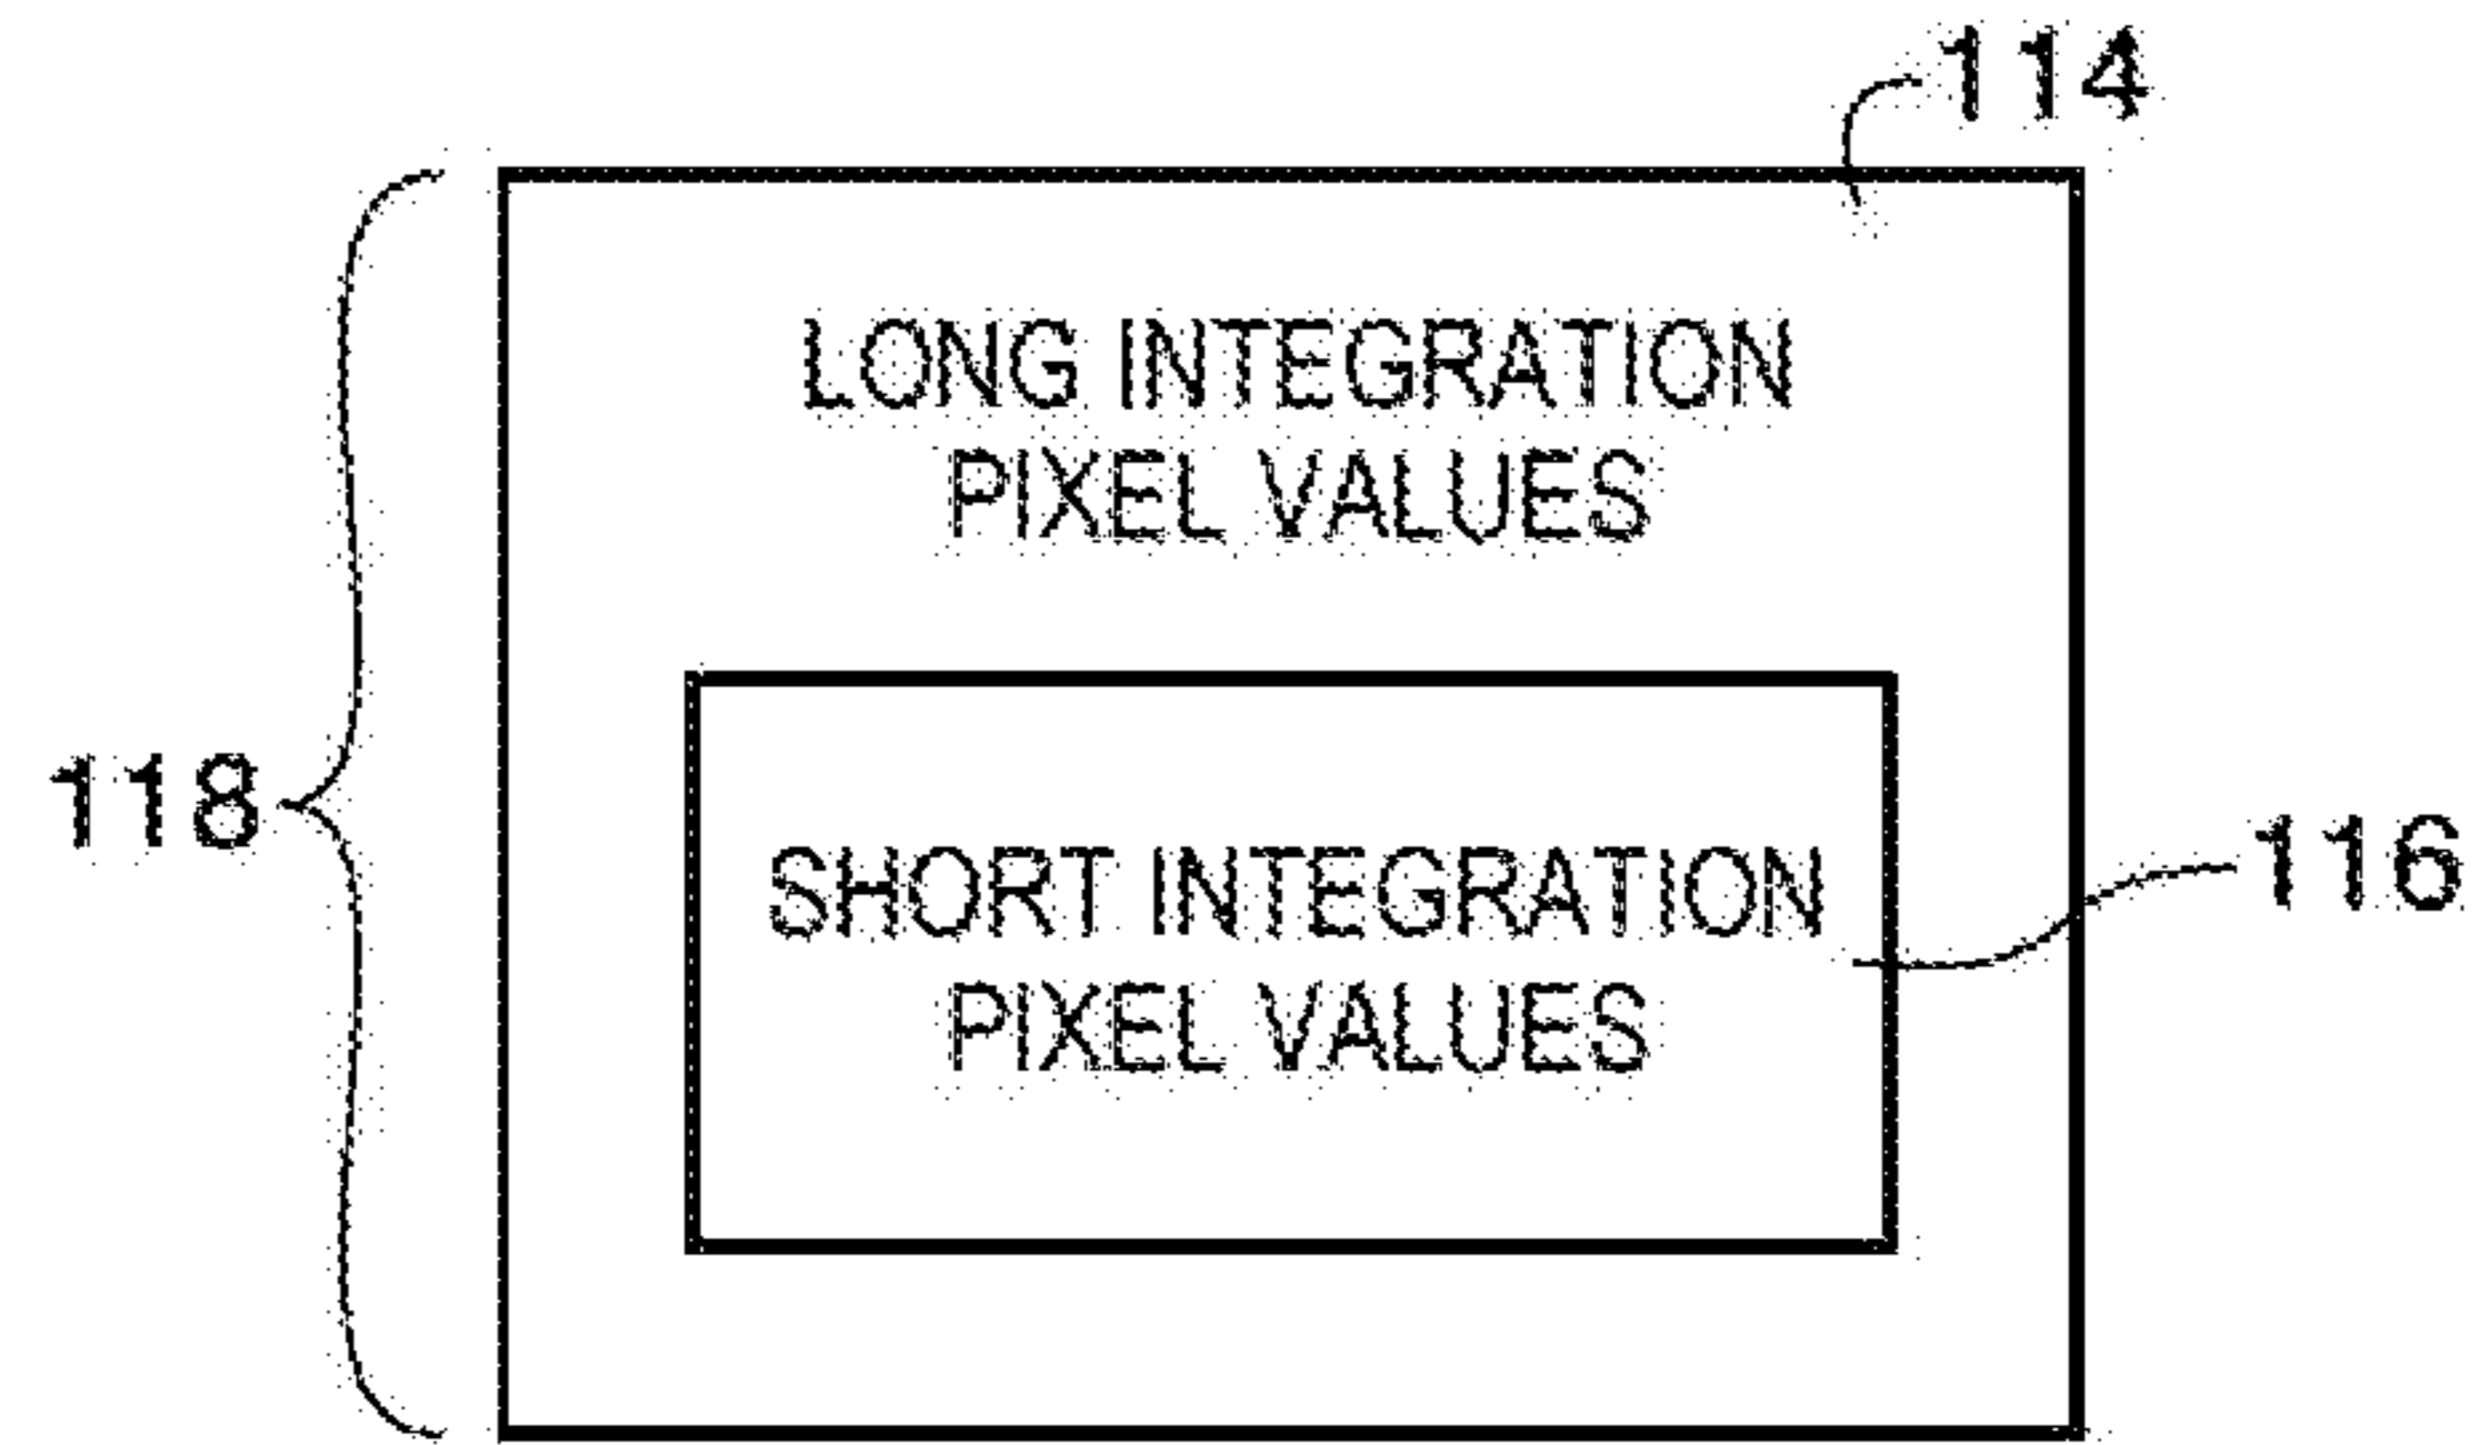 114
LONG INTEGRATION
PIXEL VALUES
118
SHORT INTEGRATION
116
PIXEL VALUES